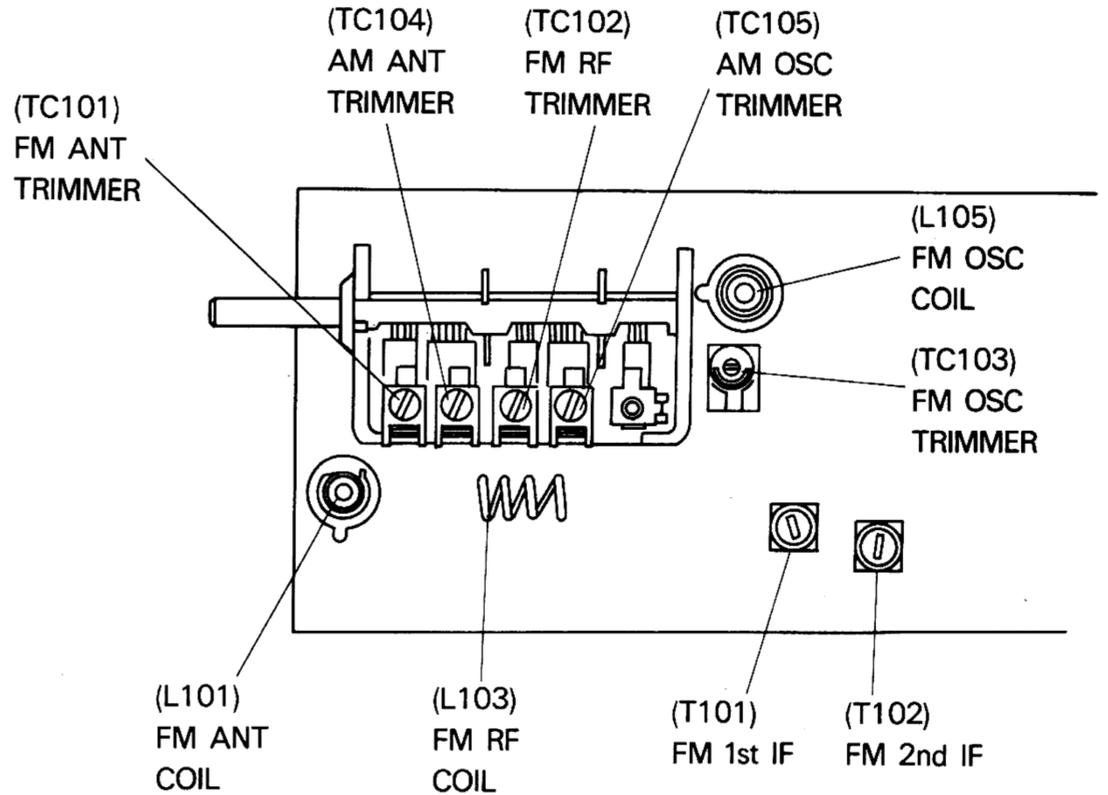 (TC104)
AM ANT
TRIMMER
(TC102)
FM RF
TRIMMER
(TC105)
AM OSC
TRIMMER
(TC101)
FM ANT
TRIMMER
(L105)
FM OSC
COIL
(TC103)
FM OSC
TRIMMER
(L101)
FM ANT
COIL
(L103)
FM RF
COIL
(T101)
FM 1st IF
(T102)
FM 2nd IF